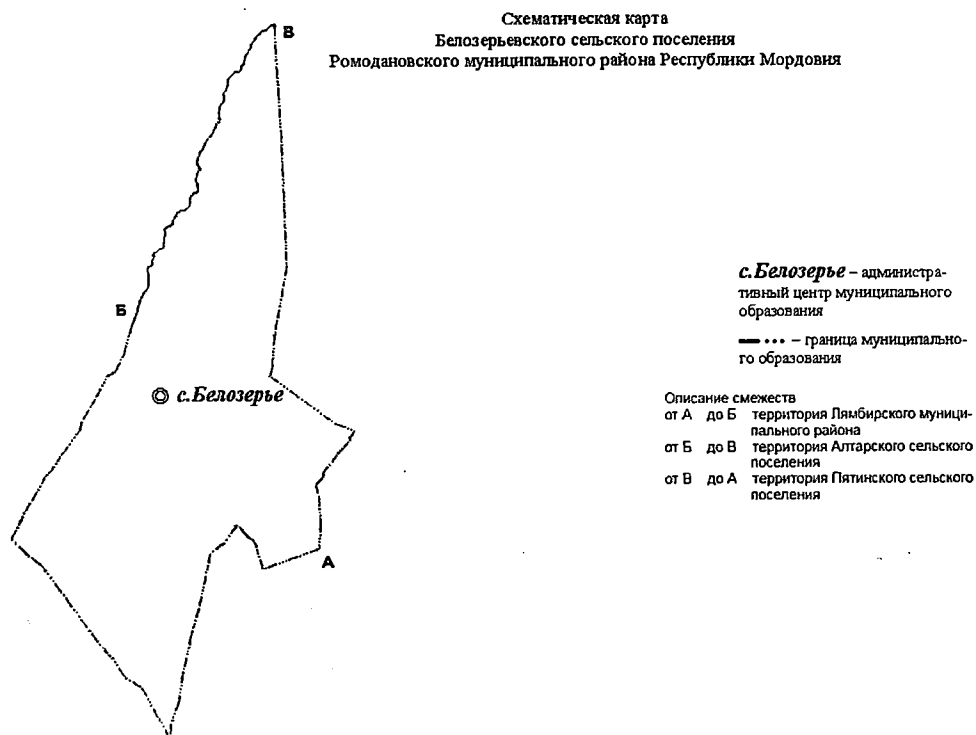 Схематическая карта
Белозерьевского сельского поселения
Ромодановского муниципального района Республики Мордовия
В
с.Белозерье – администра-
тивный центр муниципального
образования
Б
– граница муниципально-
го образования
с.Белозерье
Описание смежеств
от А до Б территория Лямбирского муници-
пального района
от Б до В территория Алтарского сельского
поселения
от В до А территория Пятинского сельского
поселения
А